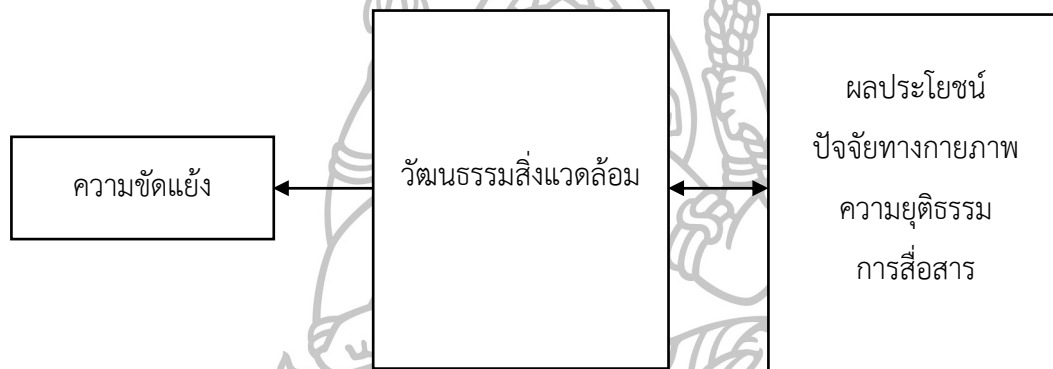 ความขัดแย้ง
วัฒนธรรมสิ่งแวดล้อม
ผลประโยชน์
ปัจจัยทางกายภาพ
ความยุติธรรม
การสื่อสาร